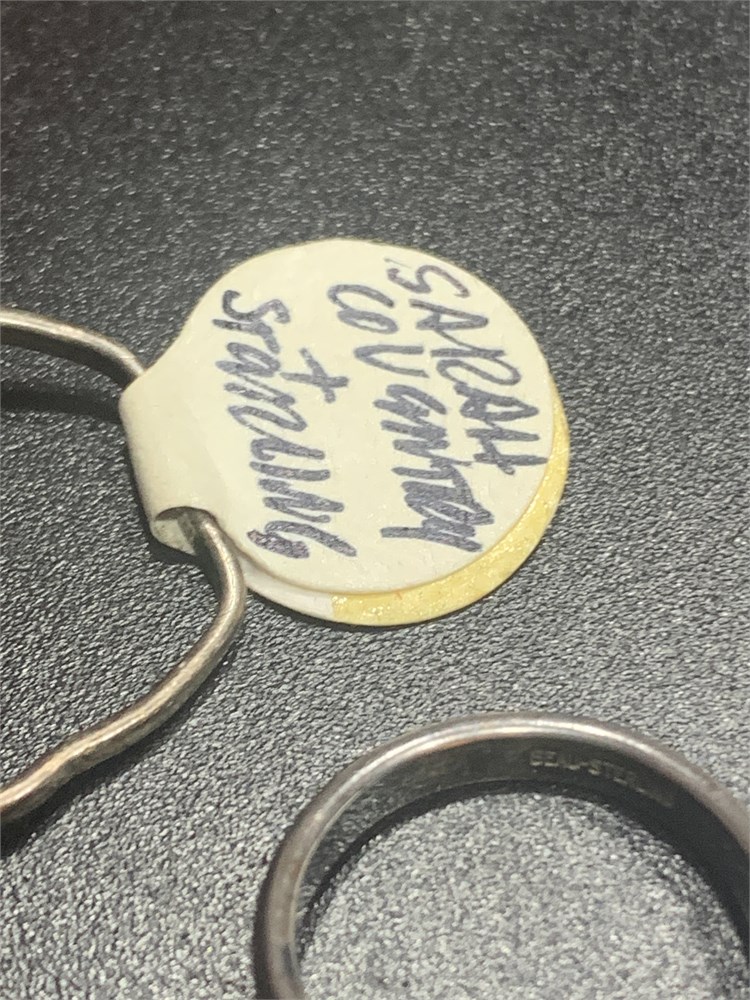 SARAH
COVENTRY
+
STERLING
BEAU-STERLING